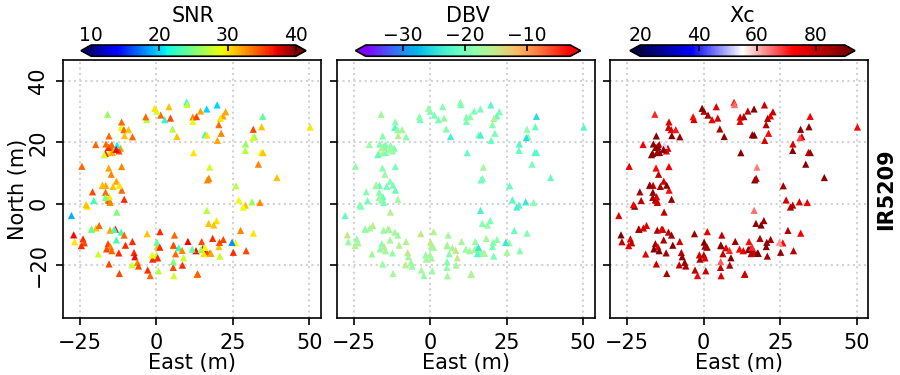 SNR DBV Xc
10 20 30 40 −30 −20 −10 20 40 60 80
40
20
0
−20
North (m)
IR5209
−25 0 25 50 −25 0 25 50 −25 0 25 50
East (m) East (m) East (m)